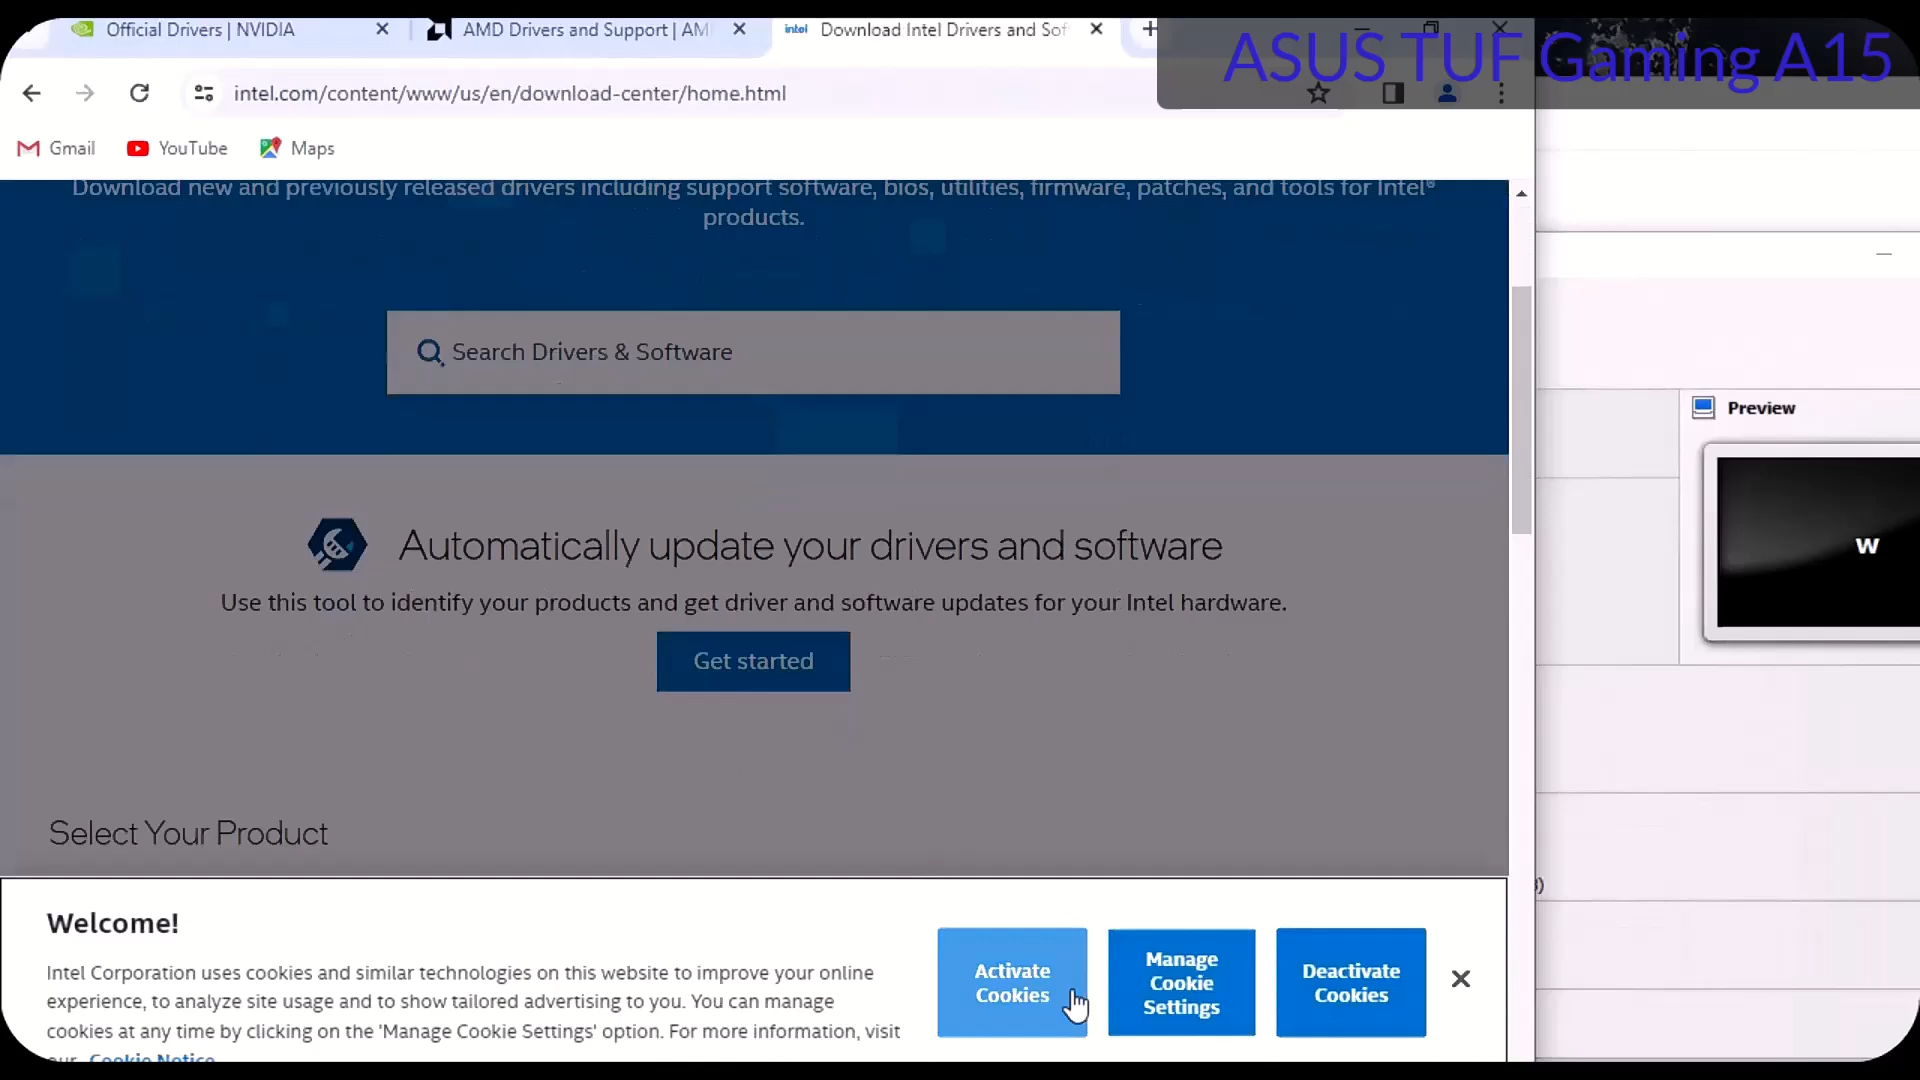 Official Drivers | NVIDIA
AMD Drivers and Support | AM
intel Download Intel Drivers and Sof
ASUS TUF Gaming A15
intel.com/content/www/us/en/download-center/home.html
Gmail
YouTube
Maps
Download new and previously released drivers including support software, bios, utilities, firmware, patches, and tools for Intel®
products.
Search Drivers & Software
Preview
W
Automatically update your drivers and software
Use this tool to identify your products and get driver and software updates for your Intel hardware.
Get started
Select Your Product
Welcome!
Intel Corporation uses cookies and similar technologies on this website to improve your online
experience, to analyze site usage and to show tailored advertising to you. You can manage
cookies at any time by clicking on the 'Manage Cookie Settings' option. For more information, visit
our Cookie Notice
Activate
Cookies
Manage
Cookie
Settings
Deactivate
Cookies